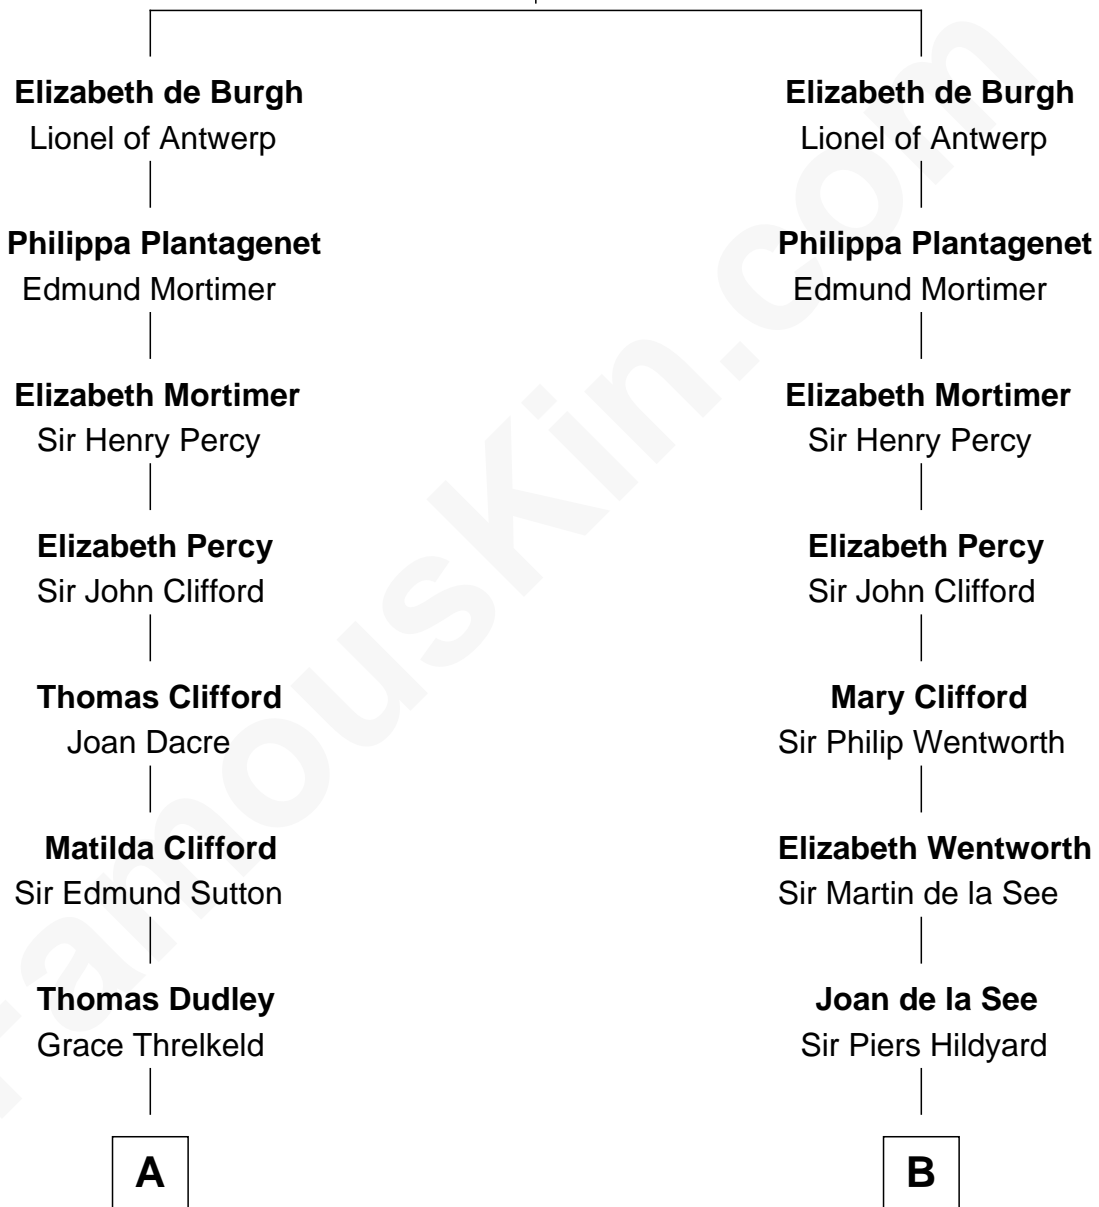 Elizabeth de Burgh
Lionel of Antwerp
Philippa Plantagenet
Edmund Mortimer
Elizabeth Mortimer
Sir Henry Percy
Elizabeth Percy
Sir John Clifford
Thomas Clifford
Joan Dacre
Matilda Clifford
Sir Edmund Sutton
Thomas Dudley
Grace Threlkeld
A
Elizabeth de Burgh
Lionel of Antwerp
Philippa Plantagenet
Edmund Mortimer
Elizabeth Mortimer
Sir Henry Percy
Elizabeth Percy
Sir John Clifford
Mary Clifford
Sir Philip Wentworth
Elizabeth Wentworth
Sir Martin de la See
Joan de la See
Sir Piers Hildyard
B
FamousKin.com